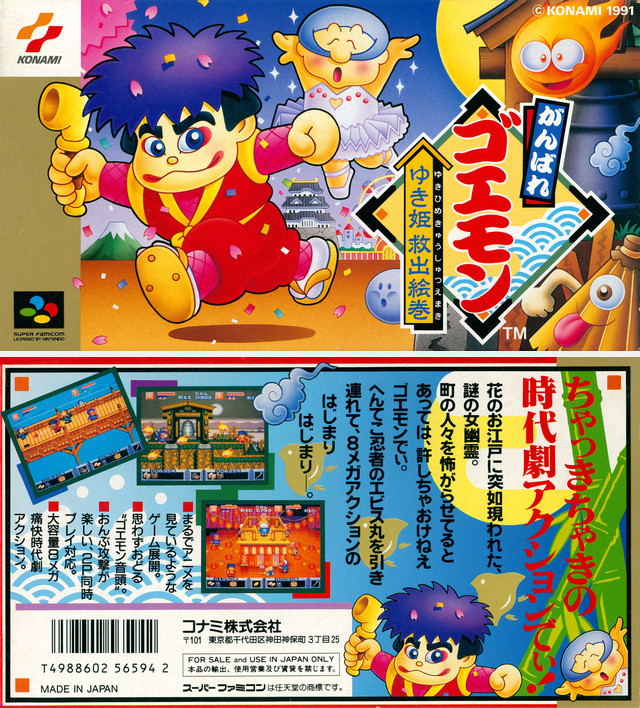 KONAMI
© KONAMI 1991
がんばれ
ゴエモン
ゆきひめきゅうしゅつえまき
ゆき姫救出絵巻
TM
SUPER FAMICOM
LICENSED BY NINTENDO
ちゃっきちゃきの
時代劇アクションでぃ!
花のお江戸に突如現われた、
謎の女幽霊。
町の人々を怖がらせてると
あっては、許しちゃおけねえ
ゴエモンでい。
へんてこ忍者のエビス丸を引き
連れて、8メガアクションの
はじまり
はじまり―。
■まるでアニメを
見ているような
ゲーム展開。
■思わずおどる
“ゴエモン音頭”
■おんぶ攻撃が
楽しい2人同時
プレイ対応。
■大容量8メガ
痛快時代劇
アクション。
T4988602 56594 2
MADE IN JAPAN
コナミ株式会社
〒101 東京都千代田区神田神保町3丁目25
FOR SALE and USE IN JAPAN ONLY
本品の輸出、使用営業及び賃貸を禁じます。
スーパーファミコンは任天堂の商標です。